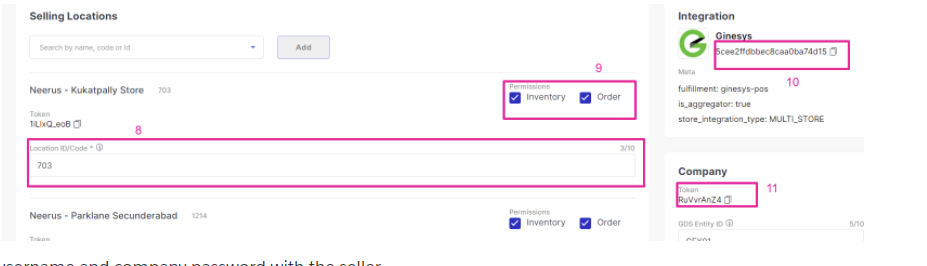 Selling Locations
Search by name, code or Id
Add
Neerus - Kukatpally Store 703
Permissions
Inventory Order
9
Token
1iLIxQ_eoB
8
Location ID/Code *
3/10
703
Neerus - Parklane Secunderabad 1214
Permissions
Inventory Order
Token
Integration
Ginesys
5cee2ffdbbec8caa0ba74d15
10
Meta
fulfillment: ginesys-pos
is_aggregator: true
store_integration_type: MULTI_STORE
Company
Token
RuVvrAnZ4
11
GDS Entity ID
5/10
username and company password with the seller